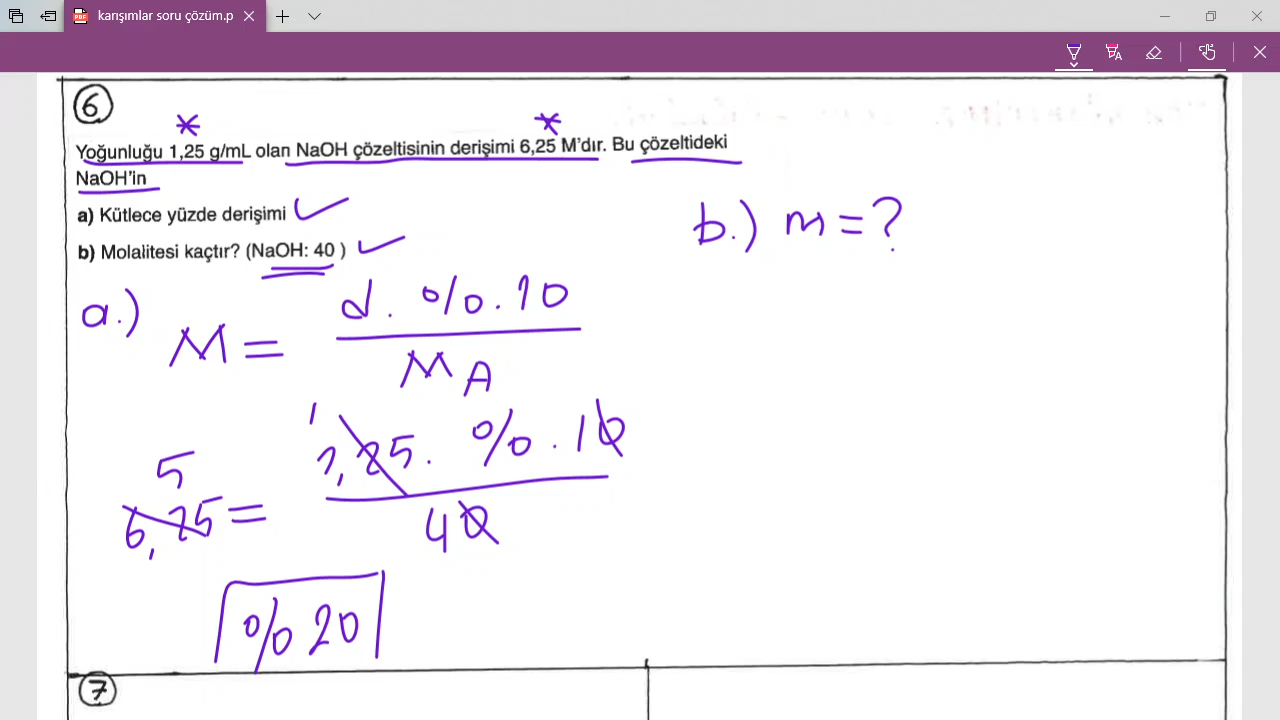 karışımlar soru çözüm.p
6
Yoğunluğu 1,25 g/mL olan NaOH çözeltisinin derişimi 6,25 M'dır. Bu çözeltideki
NaOH'in
a) Kütlece yüzde derişimi
b) Molalitesi kaçtır? (NaOH: 40 )
a.)
M = d. %. 10
MA
1
5
6,25 = 1,25. %. 10
40
%20
b.) m = ?
7